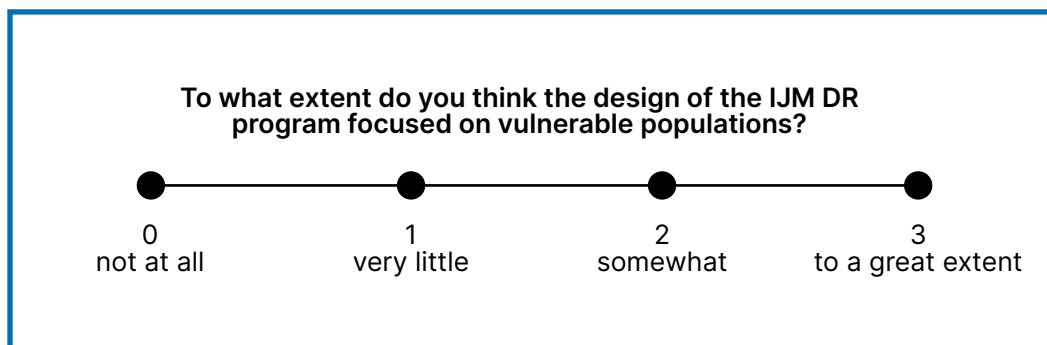 To what extent do you think the design of the IJM DR
program focused on vulnerable populations?
0
1
2
3
not at all
very little
somewhat
to a great extent